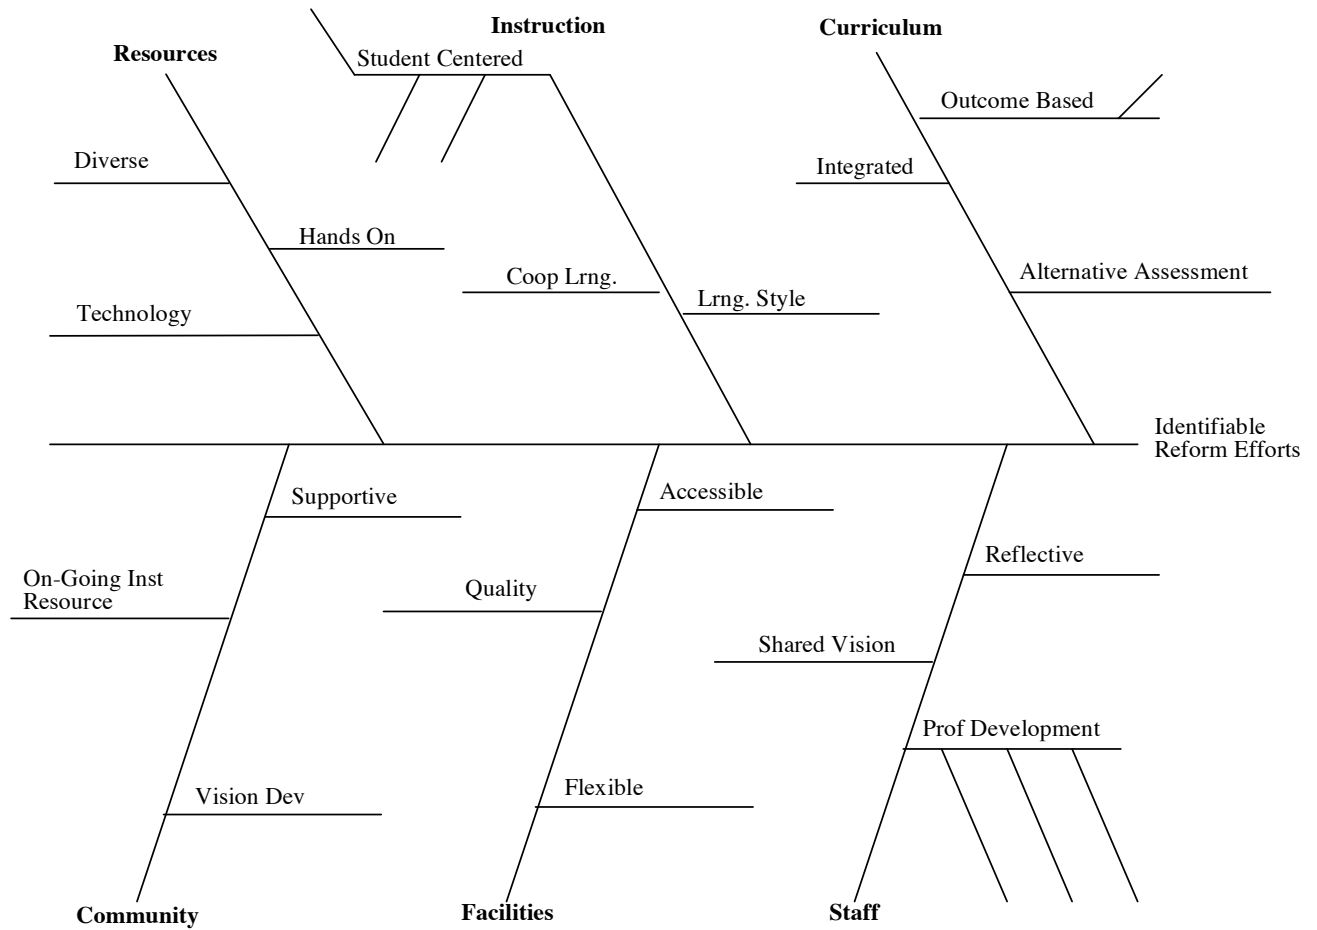 Resources
Instruction
Curriculum
Student Centered
Outcome Based
Diverse
Integrated
Hands On
Coop Lrng.
Alternative Assessment
Lrng. Style
Technology
Identifiable
Reform Efforts
Supportive
Accessible
Reflective
On-Going Inst
Resource
Quality
Shared Vision
Prof Development
Vision Dev
Flexible
Community
Facilities
Staff